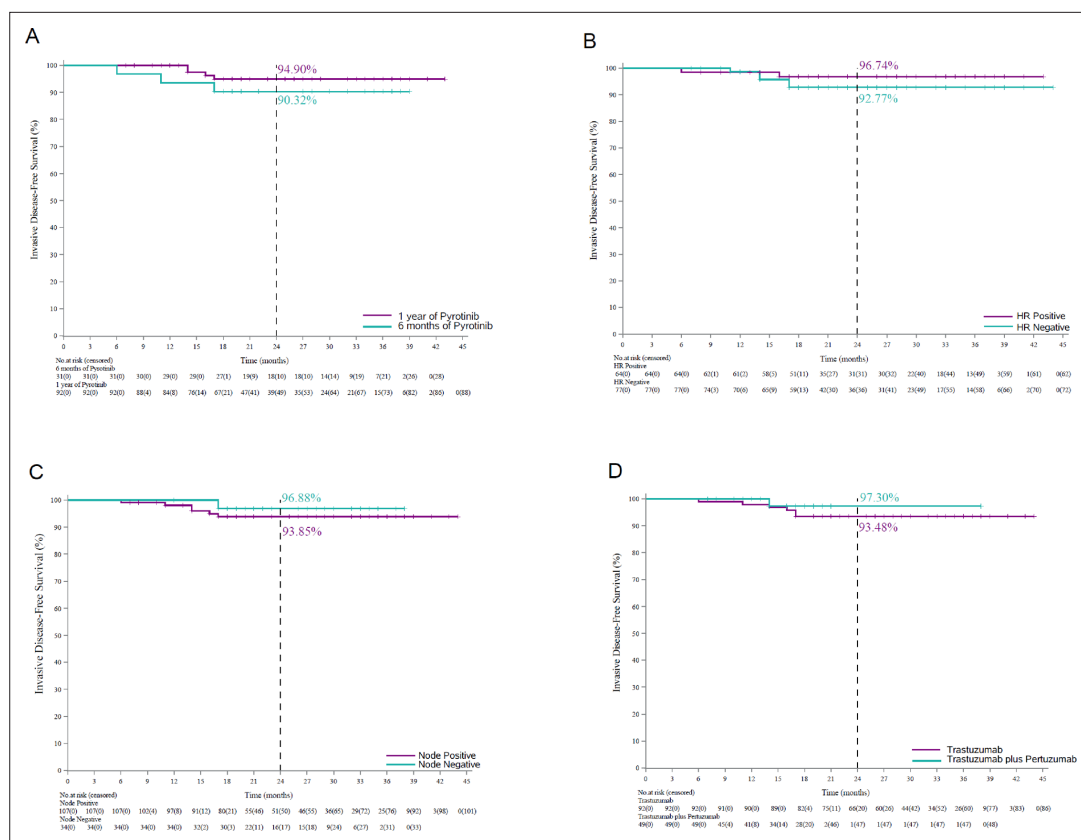 A
100
90
80
70
60
50
40
30
20
10
0
Invasive Disease-Free Survival (%)
94.90%
90.32%
1 year of Pyrotinib
6 months of Pyrotinib
0 3 6 9 12 15 18 21 24 27 30 33 36 39 42 45
Time (months)
No.at risk (censored)
6 months of Pyrotinib
31(0) 31(0) 31(0) 30(0) 29(0) 29(0) 27(1) 19(9) 18(10) 18(10) 14(14) 9(19) 7(21) 2(26) 0(28)
1 year of Pyrotinib
92(0) 92(0) 92(0) 88(4) 84(8) 76(14) 67(21) 47(41) 39(49) 35(53) 24(64) 21(67) 15(73) 6(82) 2(86) 0(88)
B
100
90
80
70
60
50
40
30
20
10
0
Invasive Disease-Free Survival (%)
96.74%
92.77%
HR Positive
HR Negative
0 3 6 9 12 15 18 21 24 27 30 33 36 39 42 45
Time (months)
No.at risk (censored)
HR Positive
64(0) 64(0) 64(0) 62(1) 61(2) 58(5) 51(11) 35(27) 31(31) 30(32) 22(40) 18(44) 13(49) 3(59) 1(61) 0(62)
HR Negative
77(0) 77(0) 77(0) 74(3) 70(6) 65(9) 59(13) 42(30) 36(36) 31(41) 23(49) 17(55) 14(58) 6(66) 2(70) 0(72)
C
100
90
80
70
60
50
40
30
20
10
0
Invasive Disease-Free Survival (%)
96.88%
93.85%
Node Positive
Node Negative
0 3 6 9 12 15 18 21 24 27 30 33 36 39 42 45
Time (months)
No.at risk (censored)
Node Positive
107(0) 107(0) 107(0) 102(4) 97(8) 91(12) 80(21) 55(46) 51(50) 46(55) 36(65) 29(72) 25(76) 9(92) 3(98) 0(101)
Node Negative
34(0) 34(0) 34(0) 34(0) 34(0) 32(2) 30(3) 22(11) 16(17) 15(18) 9(24) 6(27) 2(31) 0(33)
D
100
90
80
70
60
50
40
30
20
10
0
Invasive Disease-Free Survival (%)
97.30%
93.48%
Trastuzumab
Trastuzumab plus Pertuzumab
0 3 6 9 12 15 18 21 24 27 30 33 36 39 42 45
Time (months)
No.at risk (censored)
Trastuzumab
92(0) 92(0) 92(0) 91(0) 90(0) 89(0) 82(4) 75(11) 66(20) 60(26) 44(42) 34(52) 26(60) 9(77) 3(83) 0(86)
Trastuzumab plus Pertuzumab
49(0) 49(0) 49(0) 45(4) 41(8) 34(14) 28(20) 2(46) 1(47) 1(47) 1(47) 1(47) 1(47) 0(48)